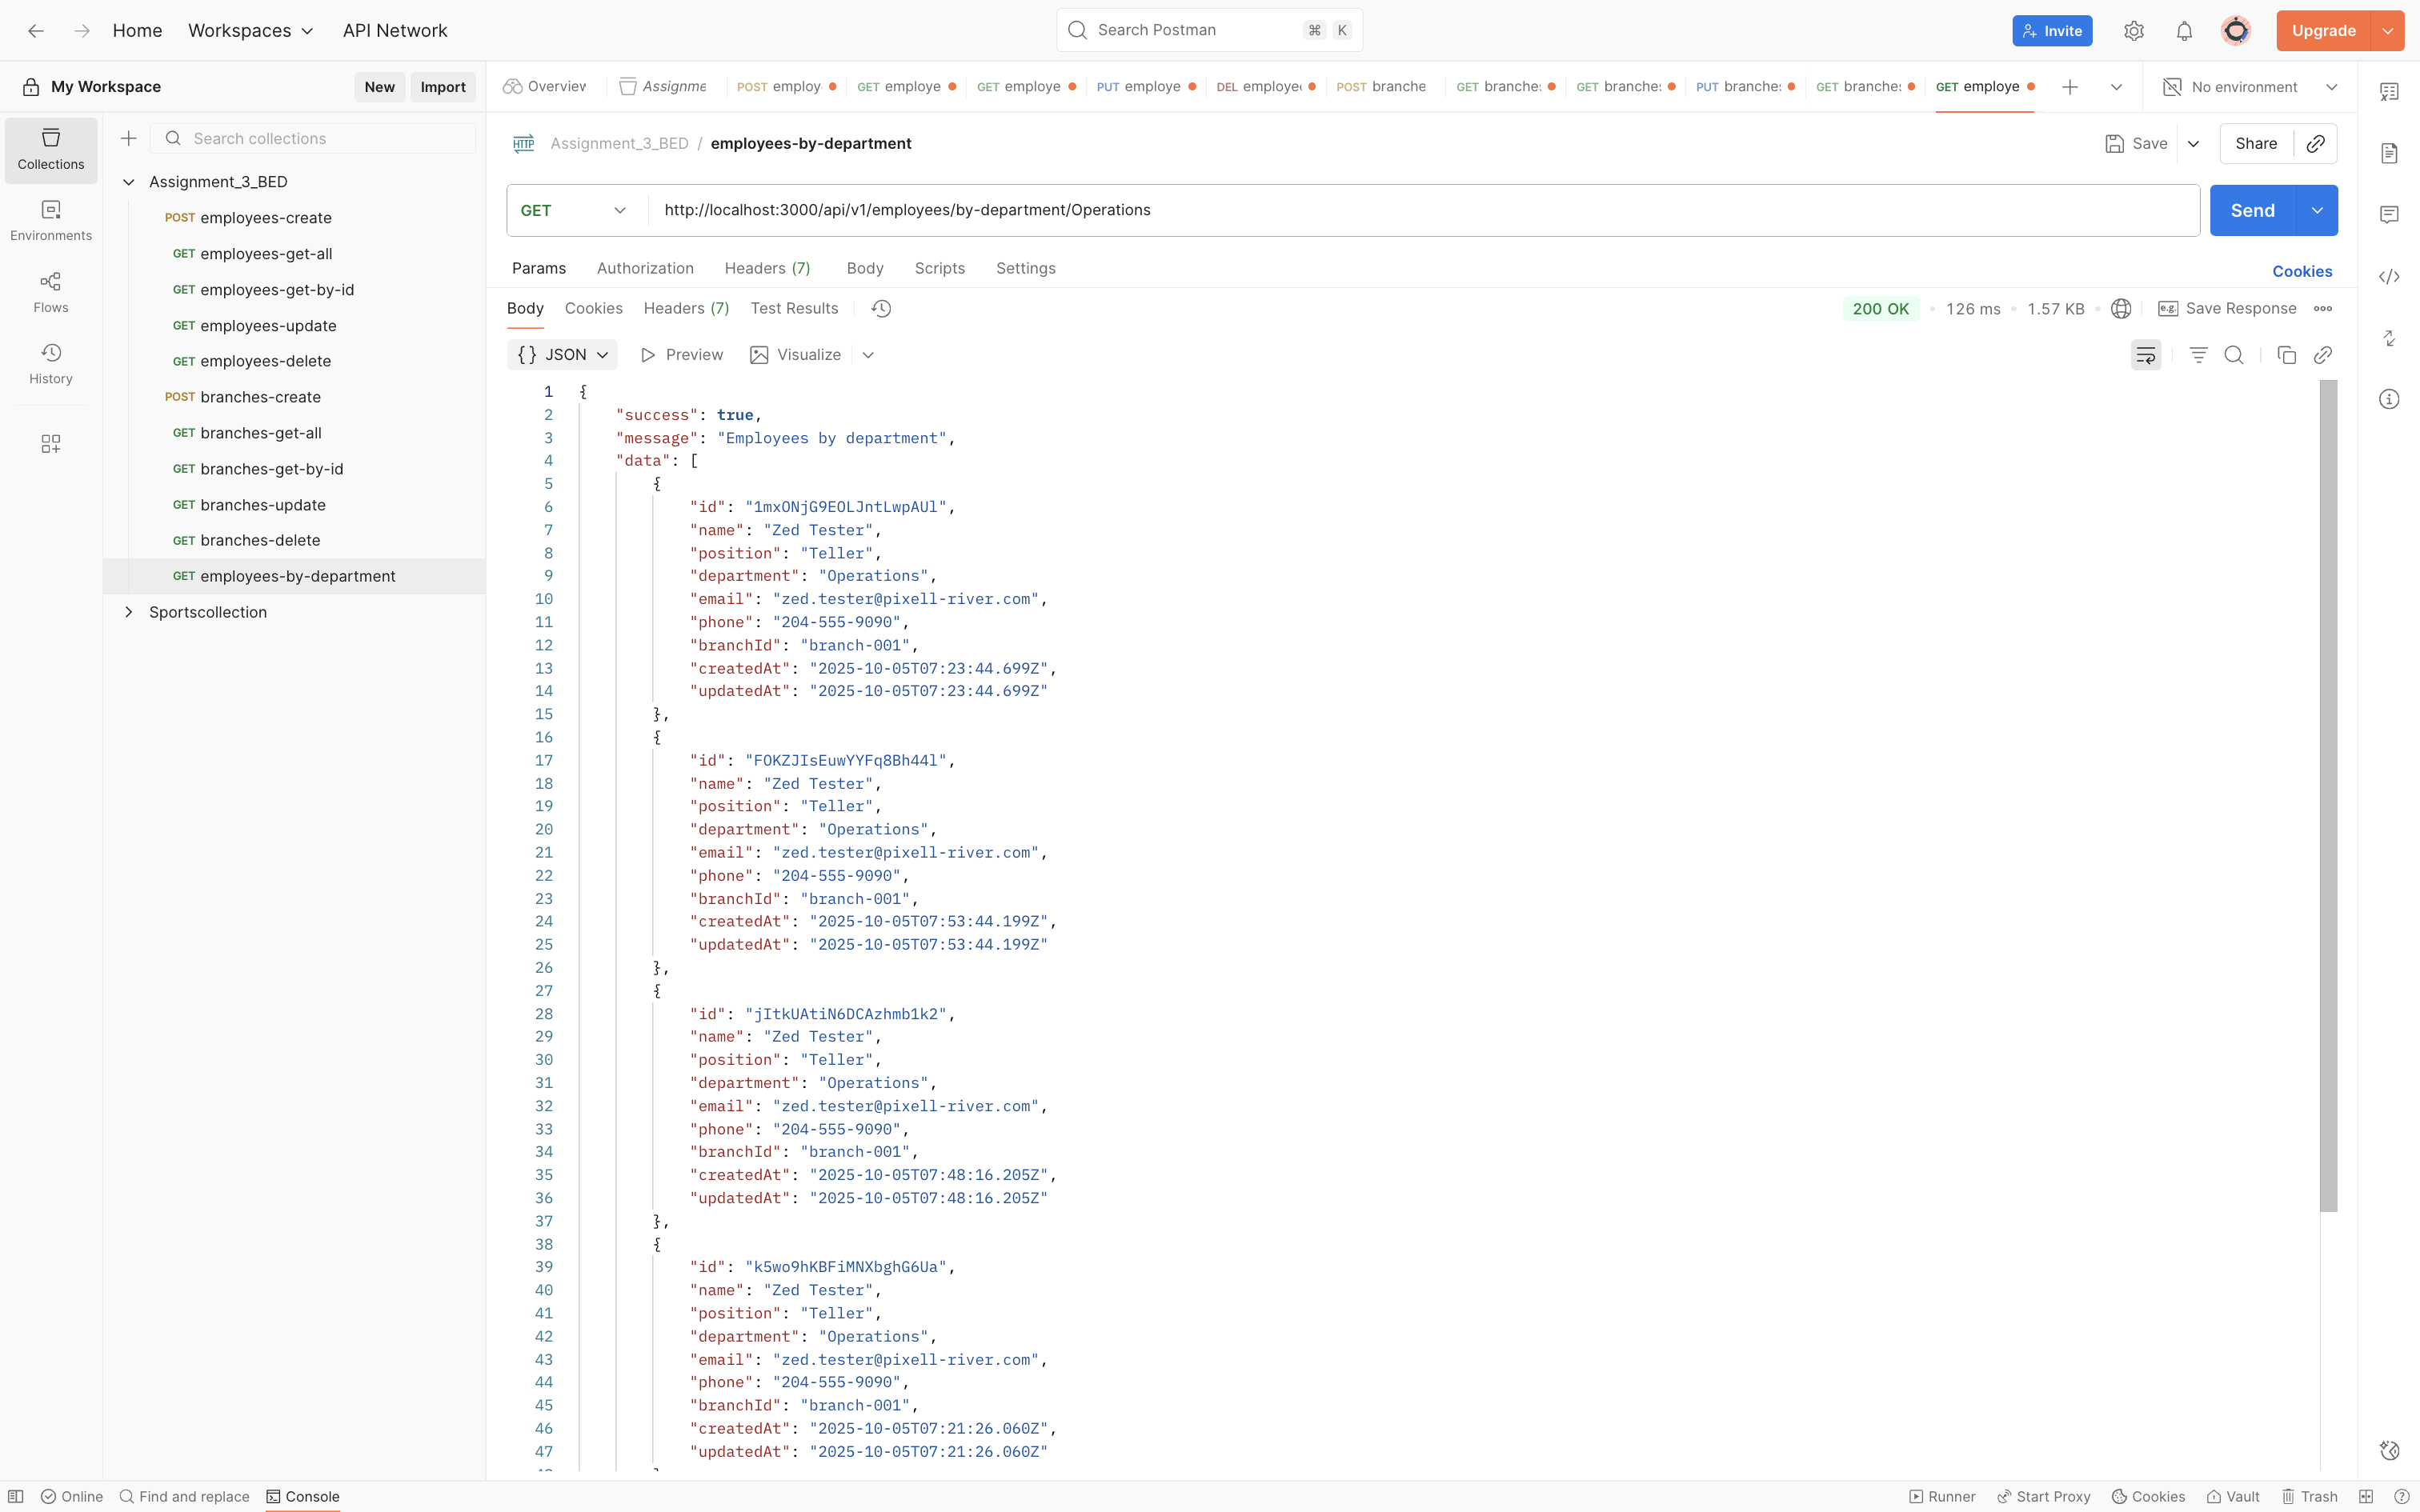 Home Workspaces API Network Search Postman ⌘ K Invite Upgrade
My Workspace New Import Overview Assignme POST employ GET employe GET employe PUT employe DEL employe POST branche GET branche GET branche PUT branche GET branche GET employe No environment
Collections
Environments
Flows
History
Search collections
Assignment_3_BED
POST employees-create
GET employees-get-all
GET employees-get-by-id
GET employees-update
GET employees-delete
POST branches-create
GET branches-get-all
GET branches-get-by-id
GET branches-update
GET branches-delete
GET employees-by-department
Sportscollection
HTTP Assignment_3_BED / employees-by-department Save Share
GET http://localhost:3000/api/v1/employees/by-department/Operations Send
Params Authorization Headers (7) Body Scripts Settings Cookies
Body Cookies Headers (7) Test Results 200 OK • 126 ms • 1.57 KB • e.g. Save Response
{} JSON Preview Visualize
1 {
2 "success": true,
3 "message": "Employees by department",
4 "data": [
5 {
6 "id": "1mxONjG9EOLJntLwpAUl",
7 "name": "Zed Tester",
8 "position": "Teller",
9 "department": "Operations",
10 "email": "zed.tester@pixell-river.com",
11 "phone": "204-555-9090",
12 "branchId": "branch-001",
13 "createdAt": "2025-10-05T07:23:44.699Z",
14 "updatedAt": "2025-10-05T07:23:44.699Z"
15 },
16 {
17 "id": "FOKZJIsEuwYYFq8Bh44l",
18 "name": "Zed Tester",
19 "position": "Teller",
20 "department": "Operations",
21 "email": "zed.tester@pixell-river.com",
22 "phone": "204-555-9090",
23 "branchId": "branch-001",
24 "createdAt": "2025-10-05T07:53:44.199Z",
25 "updatedAt": "2025-10-05T07:53:44.199Z"
26 },
27 {
28 "id": "jItkUAtiN6DCAzhmb1k2",
29 "name": "Zed Tester",
30 "position": "Teller",
31 "department": "Operations",
32 "email": "zed.tester@pixell-river.com",
33 "phone": "204-555-9090",
34 "branchId": "branch-001",
35 "createdAt": "2025-10-05T07:48:16.205Z",
36 "updatedAt": "2025-10-05T07:48:16.205Z"
37 },
38 {
39 "id": "k5wo9hKBFiMNXbghG6Ua",
40 "name": "Zed Tester",
41 "position": "Teller",
42 "department": "Operations",
43 "email": "zed.tester@pixell-river.com",
44 "phone": "204-555-9090",
45 "branchId": "branch-001",
46 "createdAt": "2025-10-05T07:21:26.060Z",
47 "updatedAt": "2025-10-05T07:21:26.060Z"
Online Find and replace Console Runner Start Proxy Cookies Vault Trash